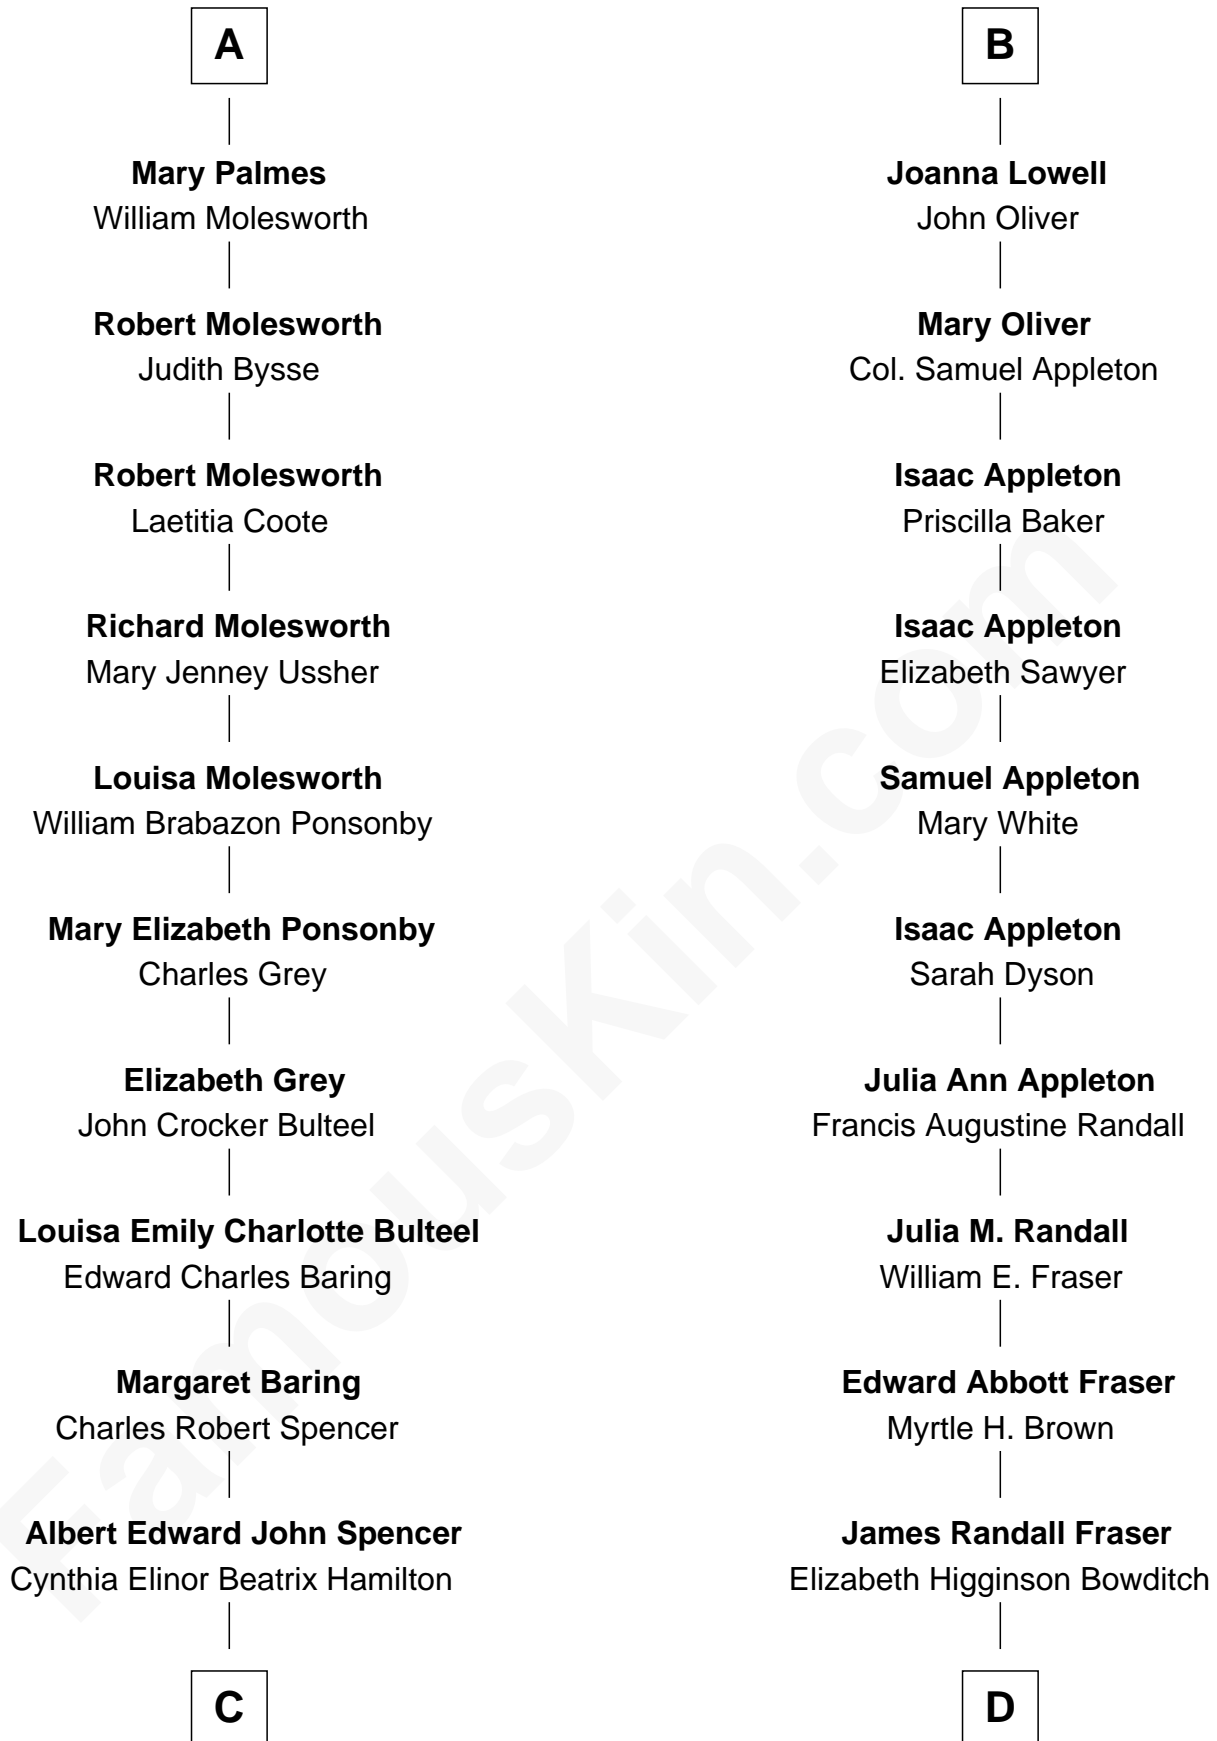 A
Mary Palmes
William Molesworth
Robert Molesworth
Judith Bysse
Robert Molesworth
Laetitia Coote
Richard Molesworth
Mary Jenney Ussher
Louisa Molesworth
William Brabazon Ponsonby
Mary Elizabeth Ponsonby
Charles Grey
Elizabeth Grey
John Crocker Bulteel
Louisa Emily Charlotte Bulteel
Edward Charles Baring
Margaret Baring
Charles Robert Spencer
Albert Edward John Spencer
Cynthia Elinor Beatrix Hamilton
C
B
Joanna Lowell
John Oliver
Mary Oliver
Col. Samuel Appleton
Isaac Appleton
Priscilla Baker
Isaac Appleton
Elizabeth Sawyer
Samuel Appleton
Mary White
Isaac Appleton
Sarah Dyson
Julia Ann Appleton
Francis Augustine Randall
Julia M. Randall
William E. Fraser
Edward Abbott Fraser
Myrtle H. Brown
James Randall Fraser
Elizabeth Higginson Bowditch
D
FamousKin.com